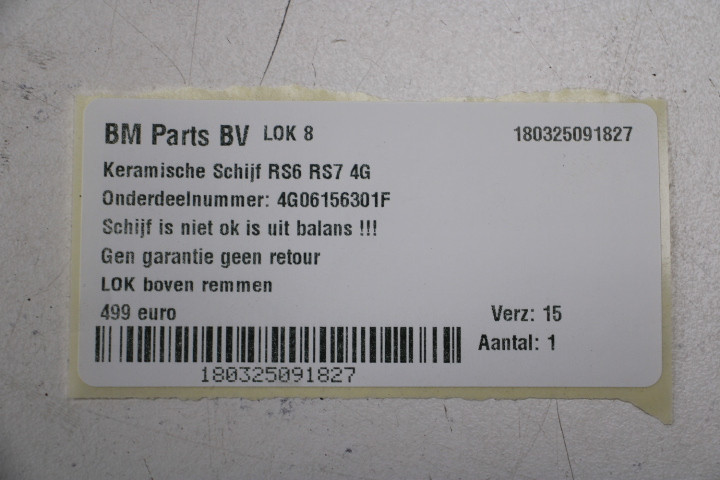 BM Parts BV LOK 8 180325091827
Keramische Schijf RS6 RS7 4G
Onderdeelnummer: 4G06156301F
Schijf is niet ok is uit balans !!!
Gen garantie geen retour
LOK boven remmen
499 euro Verz: 15
Aantal: 1
180325091827